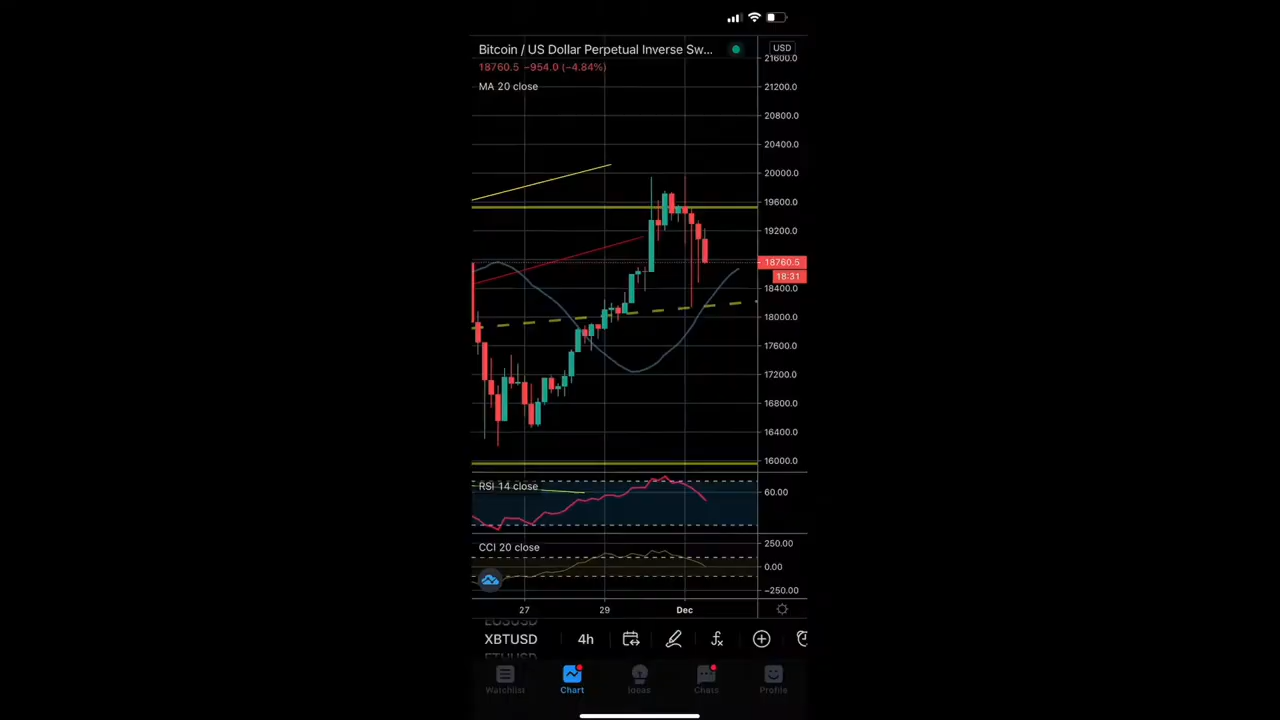 Bitcoin / US Dollar Perpetual Inverse Sw...
USD
18760.5 −954.0 (−4.84%)
MA 20 close
21600.0
21200.0
20800.0
20400.0
20000.0
19600.0
19200.0
18760.5
18:31
18400.0
18000.0
17600.0
17200.0
16800.0
16400.0
16000.0
RSI 14 close
60.00
CCI 20 close
250.00
0.00
−250.00
27 29 Dec
EOSUSD
XBTUSD 4h
ETHUSD
Watchlist Chart Ideas Chats Profile